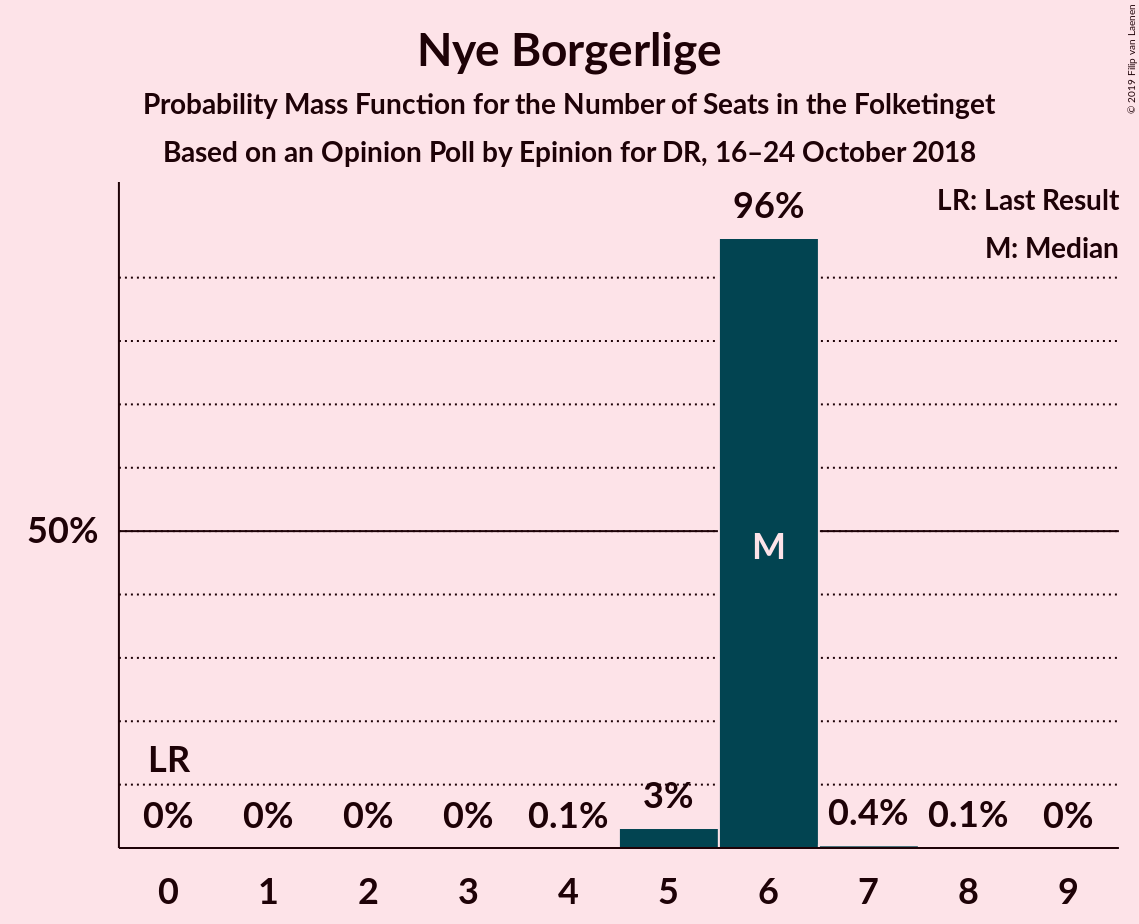 Nye Borgerlige
Probability Mass Function for the Number of Seats in the Folketinget
Based on an Opinion Poll by Epinion for DR, 16–24 October 2018
© 2019 Filip van Laenen
LR: Last Result
M: Median
96%
50%
M
LR
0% 0% 0% 0% 0.1% 3% 0.4% 0.1% 0%
0 1 2 3 4 5 6 7 8 9